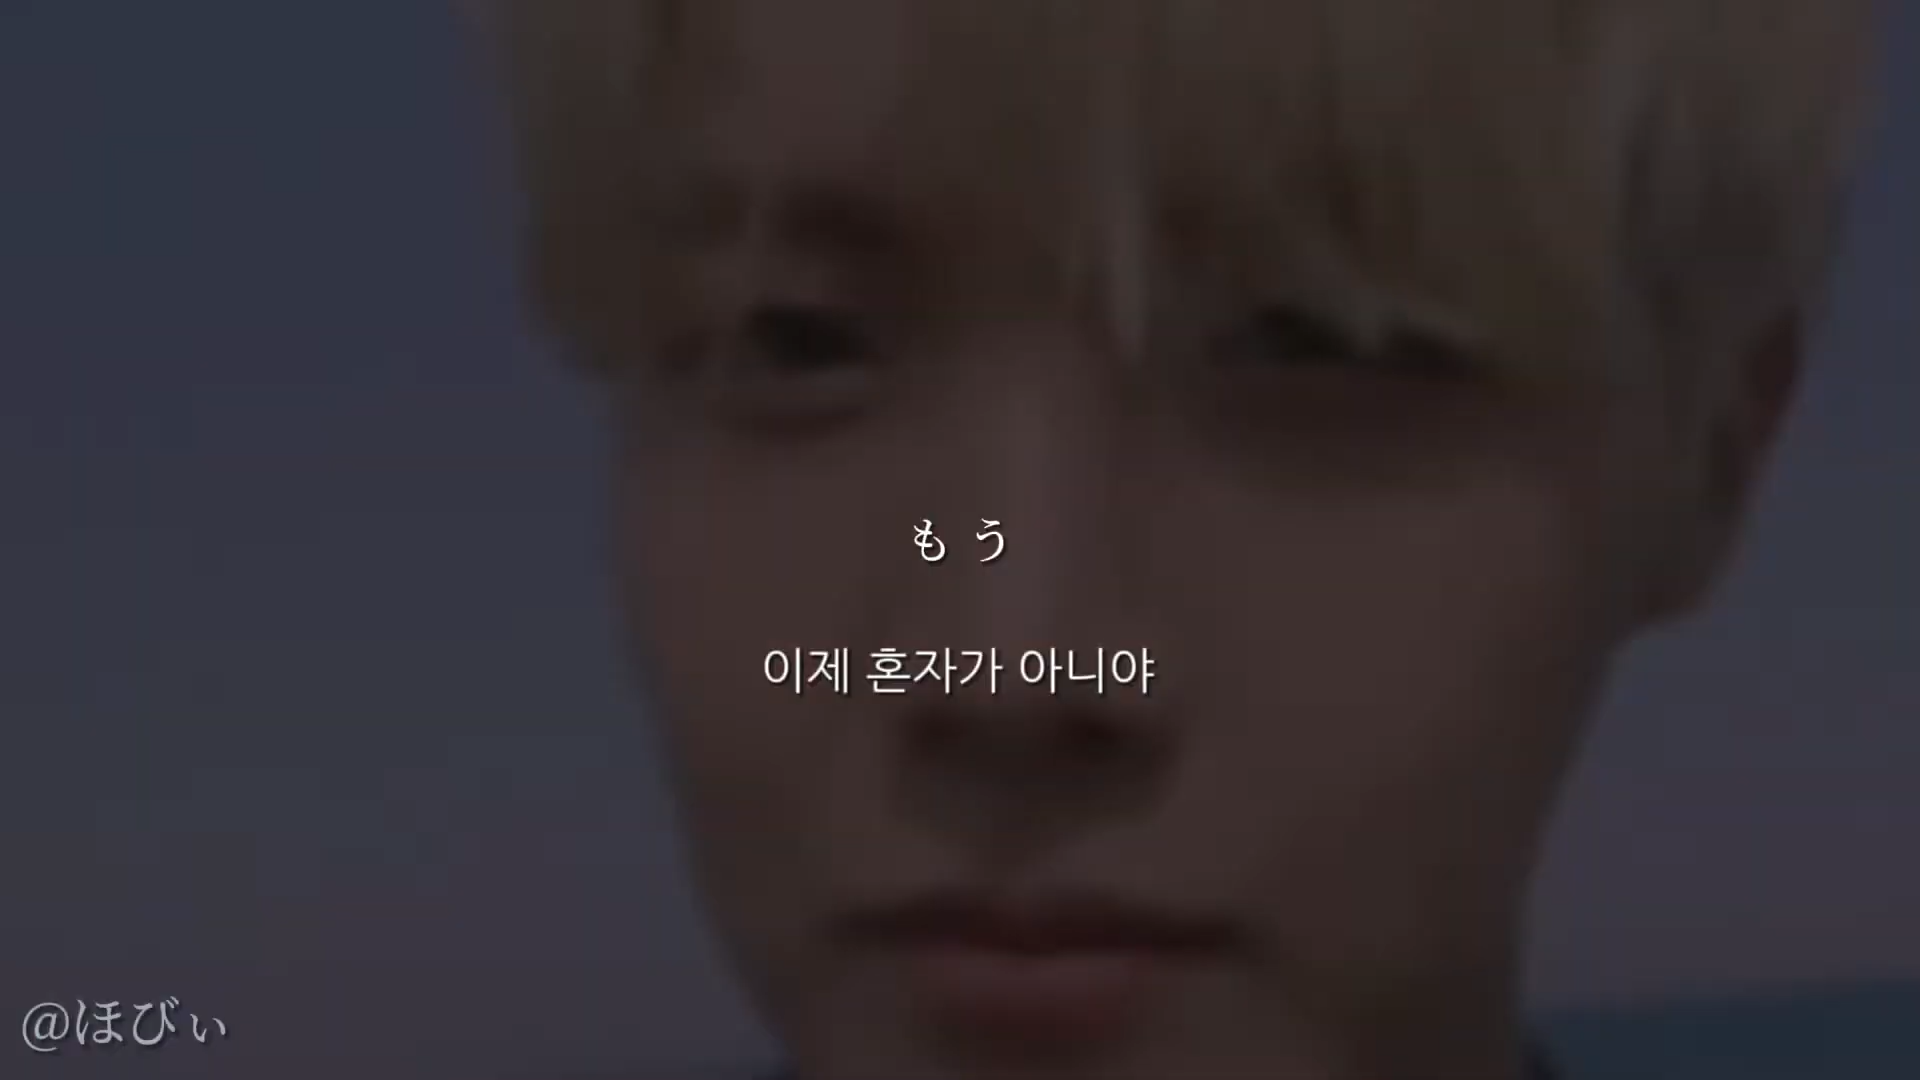 も う
이제 혼자가 아니야
@ほびぃ